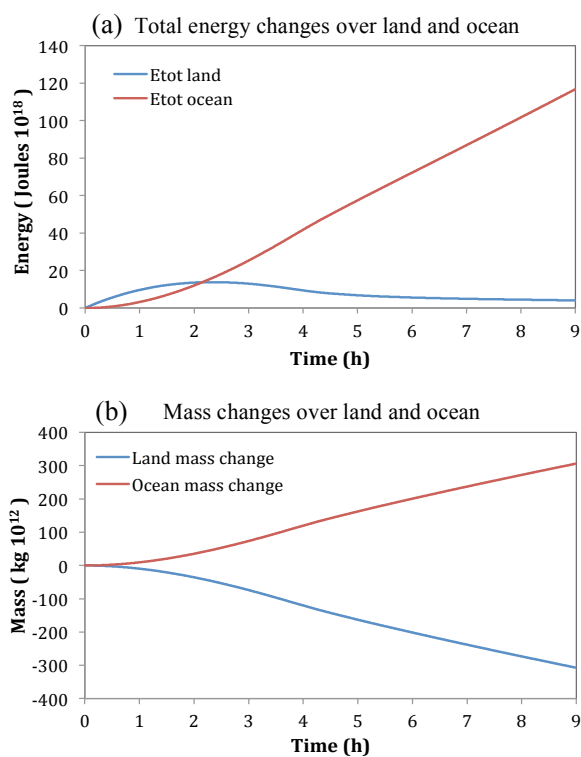 (a) Total energy changes over land and ocean
Energy ( Joules 10¹⁸)
140
120
100
80
60
40
20
0
Etot land
Etot ocean
0 1 2 3 4 5 6 7 8 9
Time (h)
(b) Mass changes over land and ocean
Mass ( kg 10¹²)
400
300
200
100
0
-100
-200
-300
-400
Land mass change
Ocean mass change
0 1 2 3 4 5 6 7 8 9
Time (h)